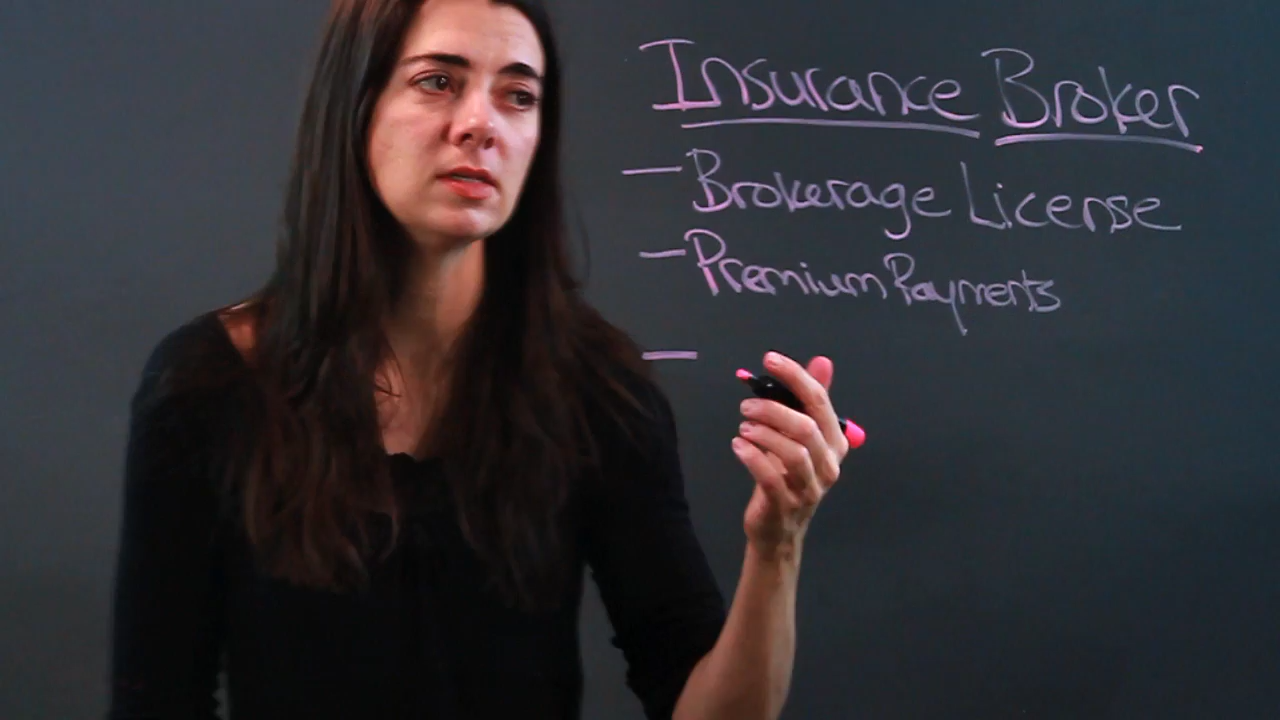 Insurance Broker
– Brokerage License
– Premium Payments
–